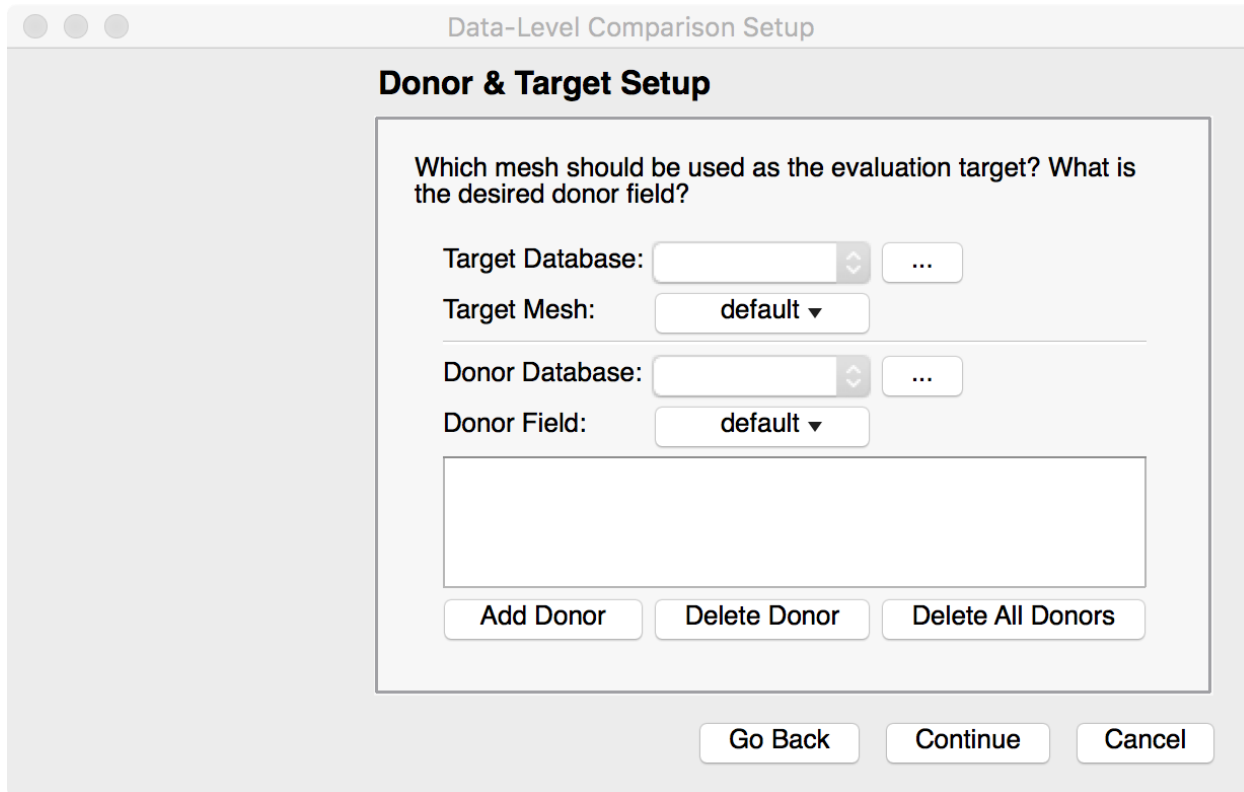 Data-Level Comparison Setup
Donor & Target Setup
Which mesh should be used as the evaluation target? What is
the desired donor field?
Target Database: ...
Target Mesh: default
Donor Database: ...
Donor Field: default
Add Donor Delete Donor Delete All Donors
Go Back Continue Cancel